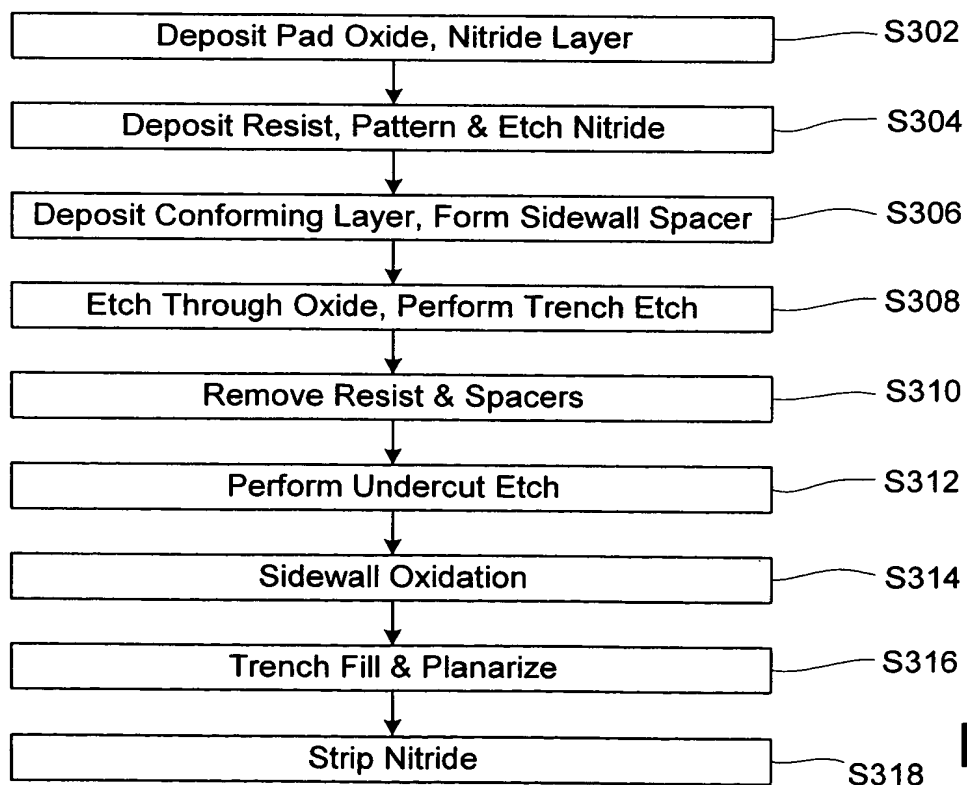 Deposit Pad Oxide, Nitride Layer
S302
Deposit Resist, Pattern & Etch Nitride
S304
Deposit Conforming Layer, Form Sidewall Spacer
S306
Etch Through Oxide, Perform Trench Etch
S308
Remove Resist & Spacers
S310
Perform Undercut Etch
S312
Sidewall Oxidation
S314
Trench Fill & Planarize
S316
Strip Nitride
S318